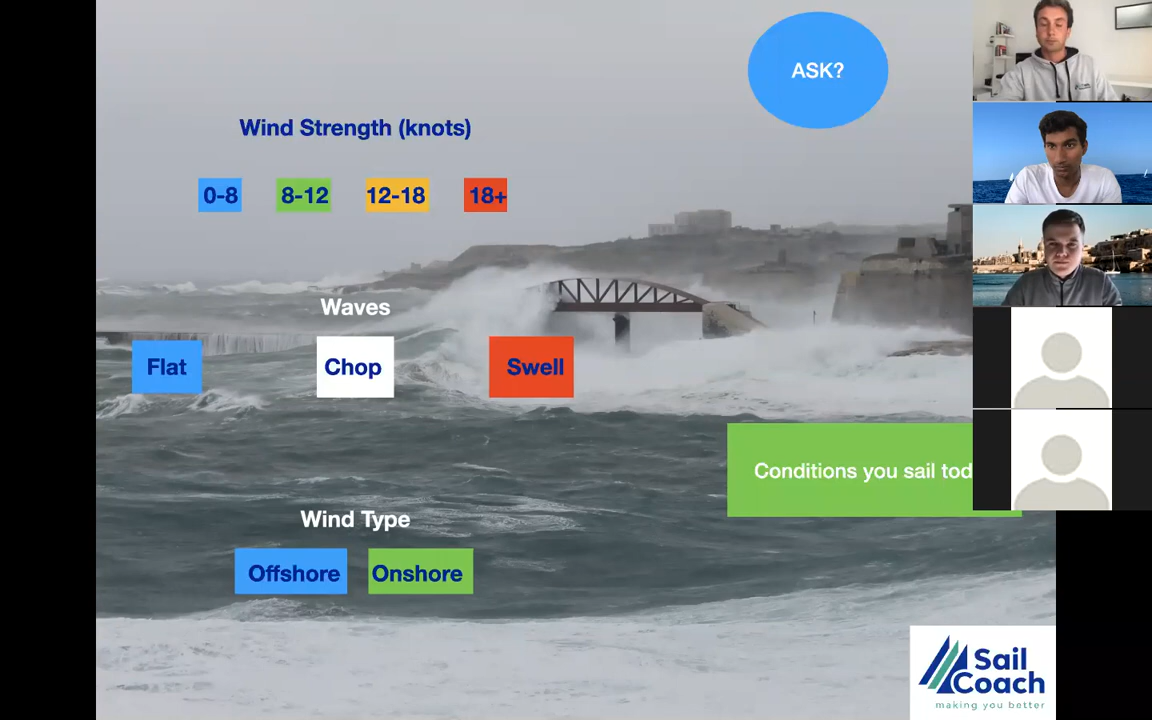 ASK?
Wind Strength (knots)
0-8 8-12 12-18 18+
Waves
Flat Chop Swell
Conditions you sail tod
Wind Type
Offshore Onshore
Sail
Coach
making you better